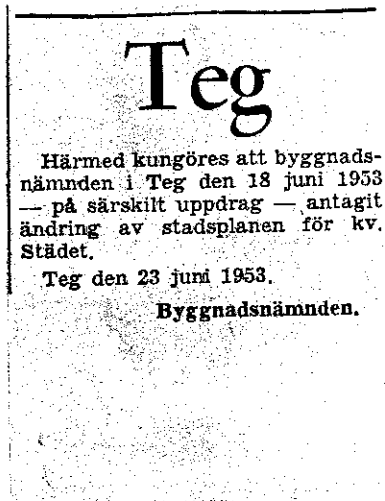 Teg
Härmed kungöres att byggnads-
nämnden i Teg den 18 juni 1953
— på särskilt uppdrag — antagit
ändring av stadsplanen för kv.
Städet.
Teg den 23 juni 1953.
Byggnadsnämnden.